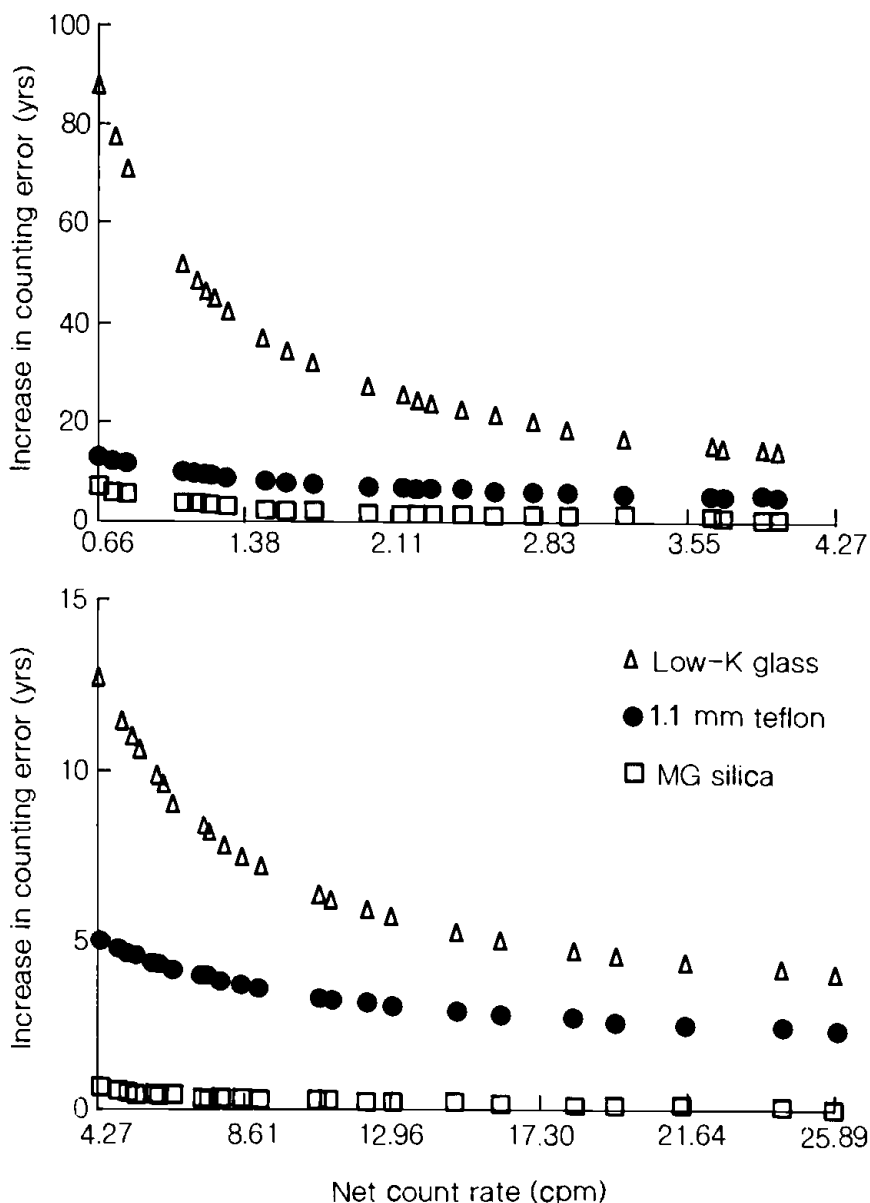 Increase in counting error (yrs)
100
80
60
40
20
0
0.66 1.38 2.11 2.83 3.55 4.27
Increase in counting error (yrs)
15
10
5
0
Low-K glass
1.1 mm teflon
MG silica
4.27 8.61 12.96 17.30 21.64 25.89
Net count rate (cpm)